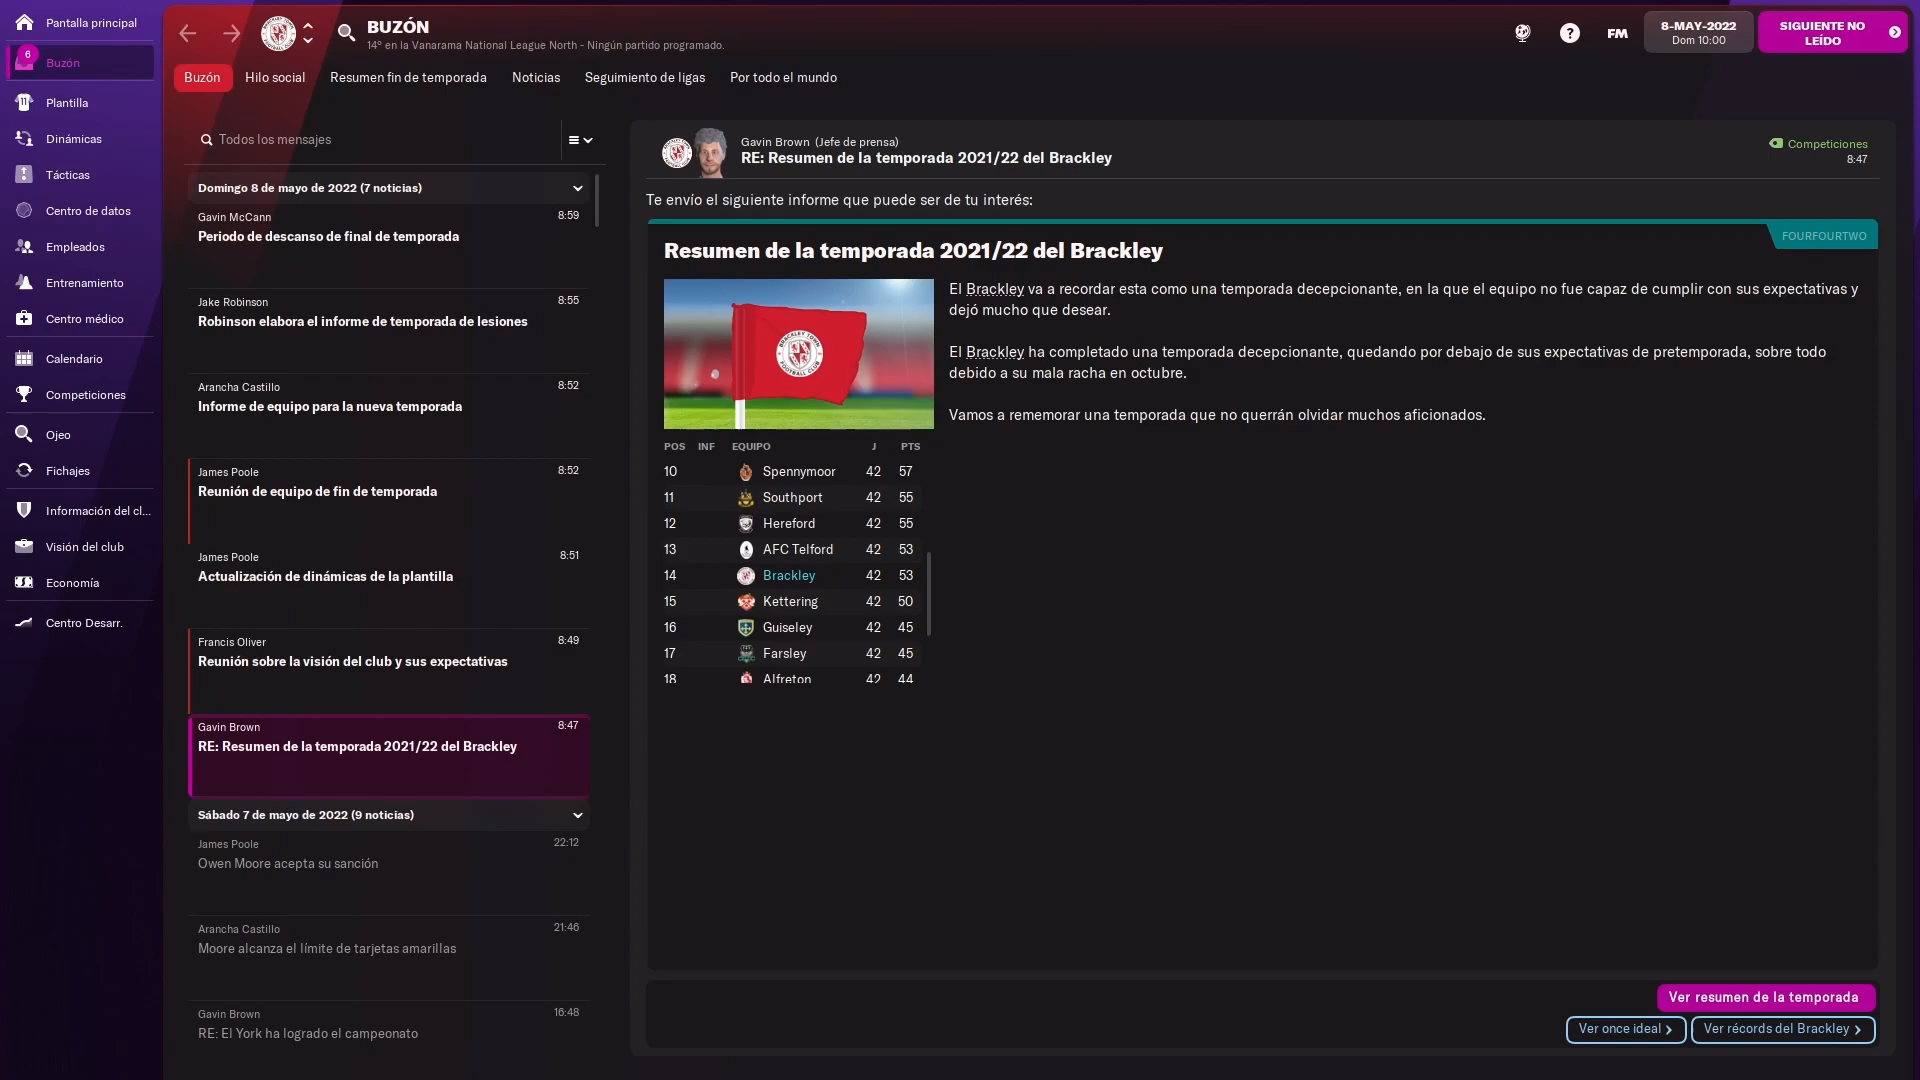 Pantalla principal
6
Buzón
Plantilla
Dinámicas
Tácticas
Centro de datos
Empleados
Entrenamiento
Centro médico
Calendario
Competiciones
Ojeo
Fichajes
Información del cl...
Visión del club
Economía
Centro Desarr.
BUZÓN
14º en la Vanarama National League North - Ningún partido programado.
FM
8-MAY-2022
Dom 10:00
SIGUIENTE NO
LEÍDO
Buzón Hilo social Resumen fin de temporada Noticias Seguimiento de ligas Por todo el mundo
Todos los mensajes
Domingo 8 de mayo de 2022 (7 noticias)
Gavin McCann 8:59
Periodo de descanso de final de temporada
Jake Robinson 8:55
Robinson elabora el informe de temporada de lesiones
Arancha Castillo 8:52
Informe de equipo para la nueva temporada
James Poole 8:52
Reunión de equipo de fin de temporada
James Poole 8:51
Actualización de dinámicas de la plantilla
Francis Oliver 8:49
Reunión sobre la visión del club y sus expectativas
Gavin Brown 8:47
RE: Resumen de la temporada 2021/22 del Brackley
Sábado 7 de mayo de 2022 (9 noticias)
James Poole 22:12
Owen Moore acepta su sanción
Arancha Castillo 21:46
Moore alcanza el límite de tarjetas amarillas
Gavin Brown 16:48
RE: El York ha logrado el campeonato
Gavin Brown (Jefe de prensa)
RE: Resumen de la temporada 2021/22 del Brackley
Competiciones
8:47
Te envío el siguiente informe que puede ser de tu interés:
FOURFOURTWO
Resumen de la temporada 2021/22 del Brackley
BRACKLEY TOWN
FOOTBALL CLUB
El Brackley va a recordar esta como una temporada decepcionante, en la que el equipo no fue capaz de cumplir con sus expectativas y
dejó mucho que desear.
El Brackley ha completado una temporada decepcionante, quedando por debajo de sus expectativas de pretemporada, sobre todo
debido a su mala racha en octubre.
Vamos a rememorar una temporada que no querrán olvidar muchos aficionados.
POS INF EQUIPO J PTS
10 Spennymoor 42 57
11 Southport 42 55
12 Hereford 42 55
13 AFC Telford 42 53
14 Brackley 42 53
15 Kettering 42 50
16 Guiseley 42 45
17 Farsley 42 45
18 Alfreton 42 44
Ver resumen de la temporada
Ver once ideal
Ver récords del Brackley